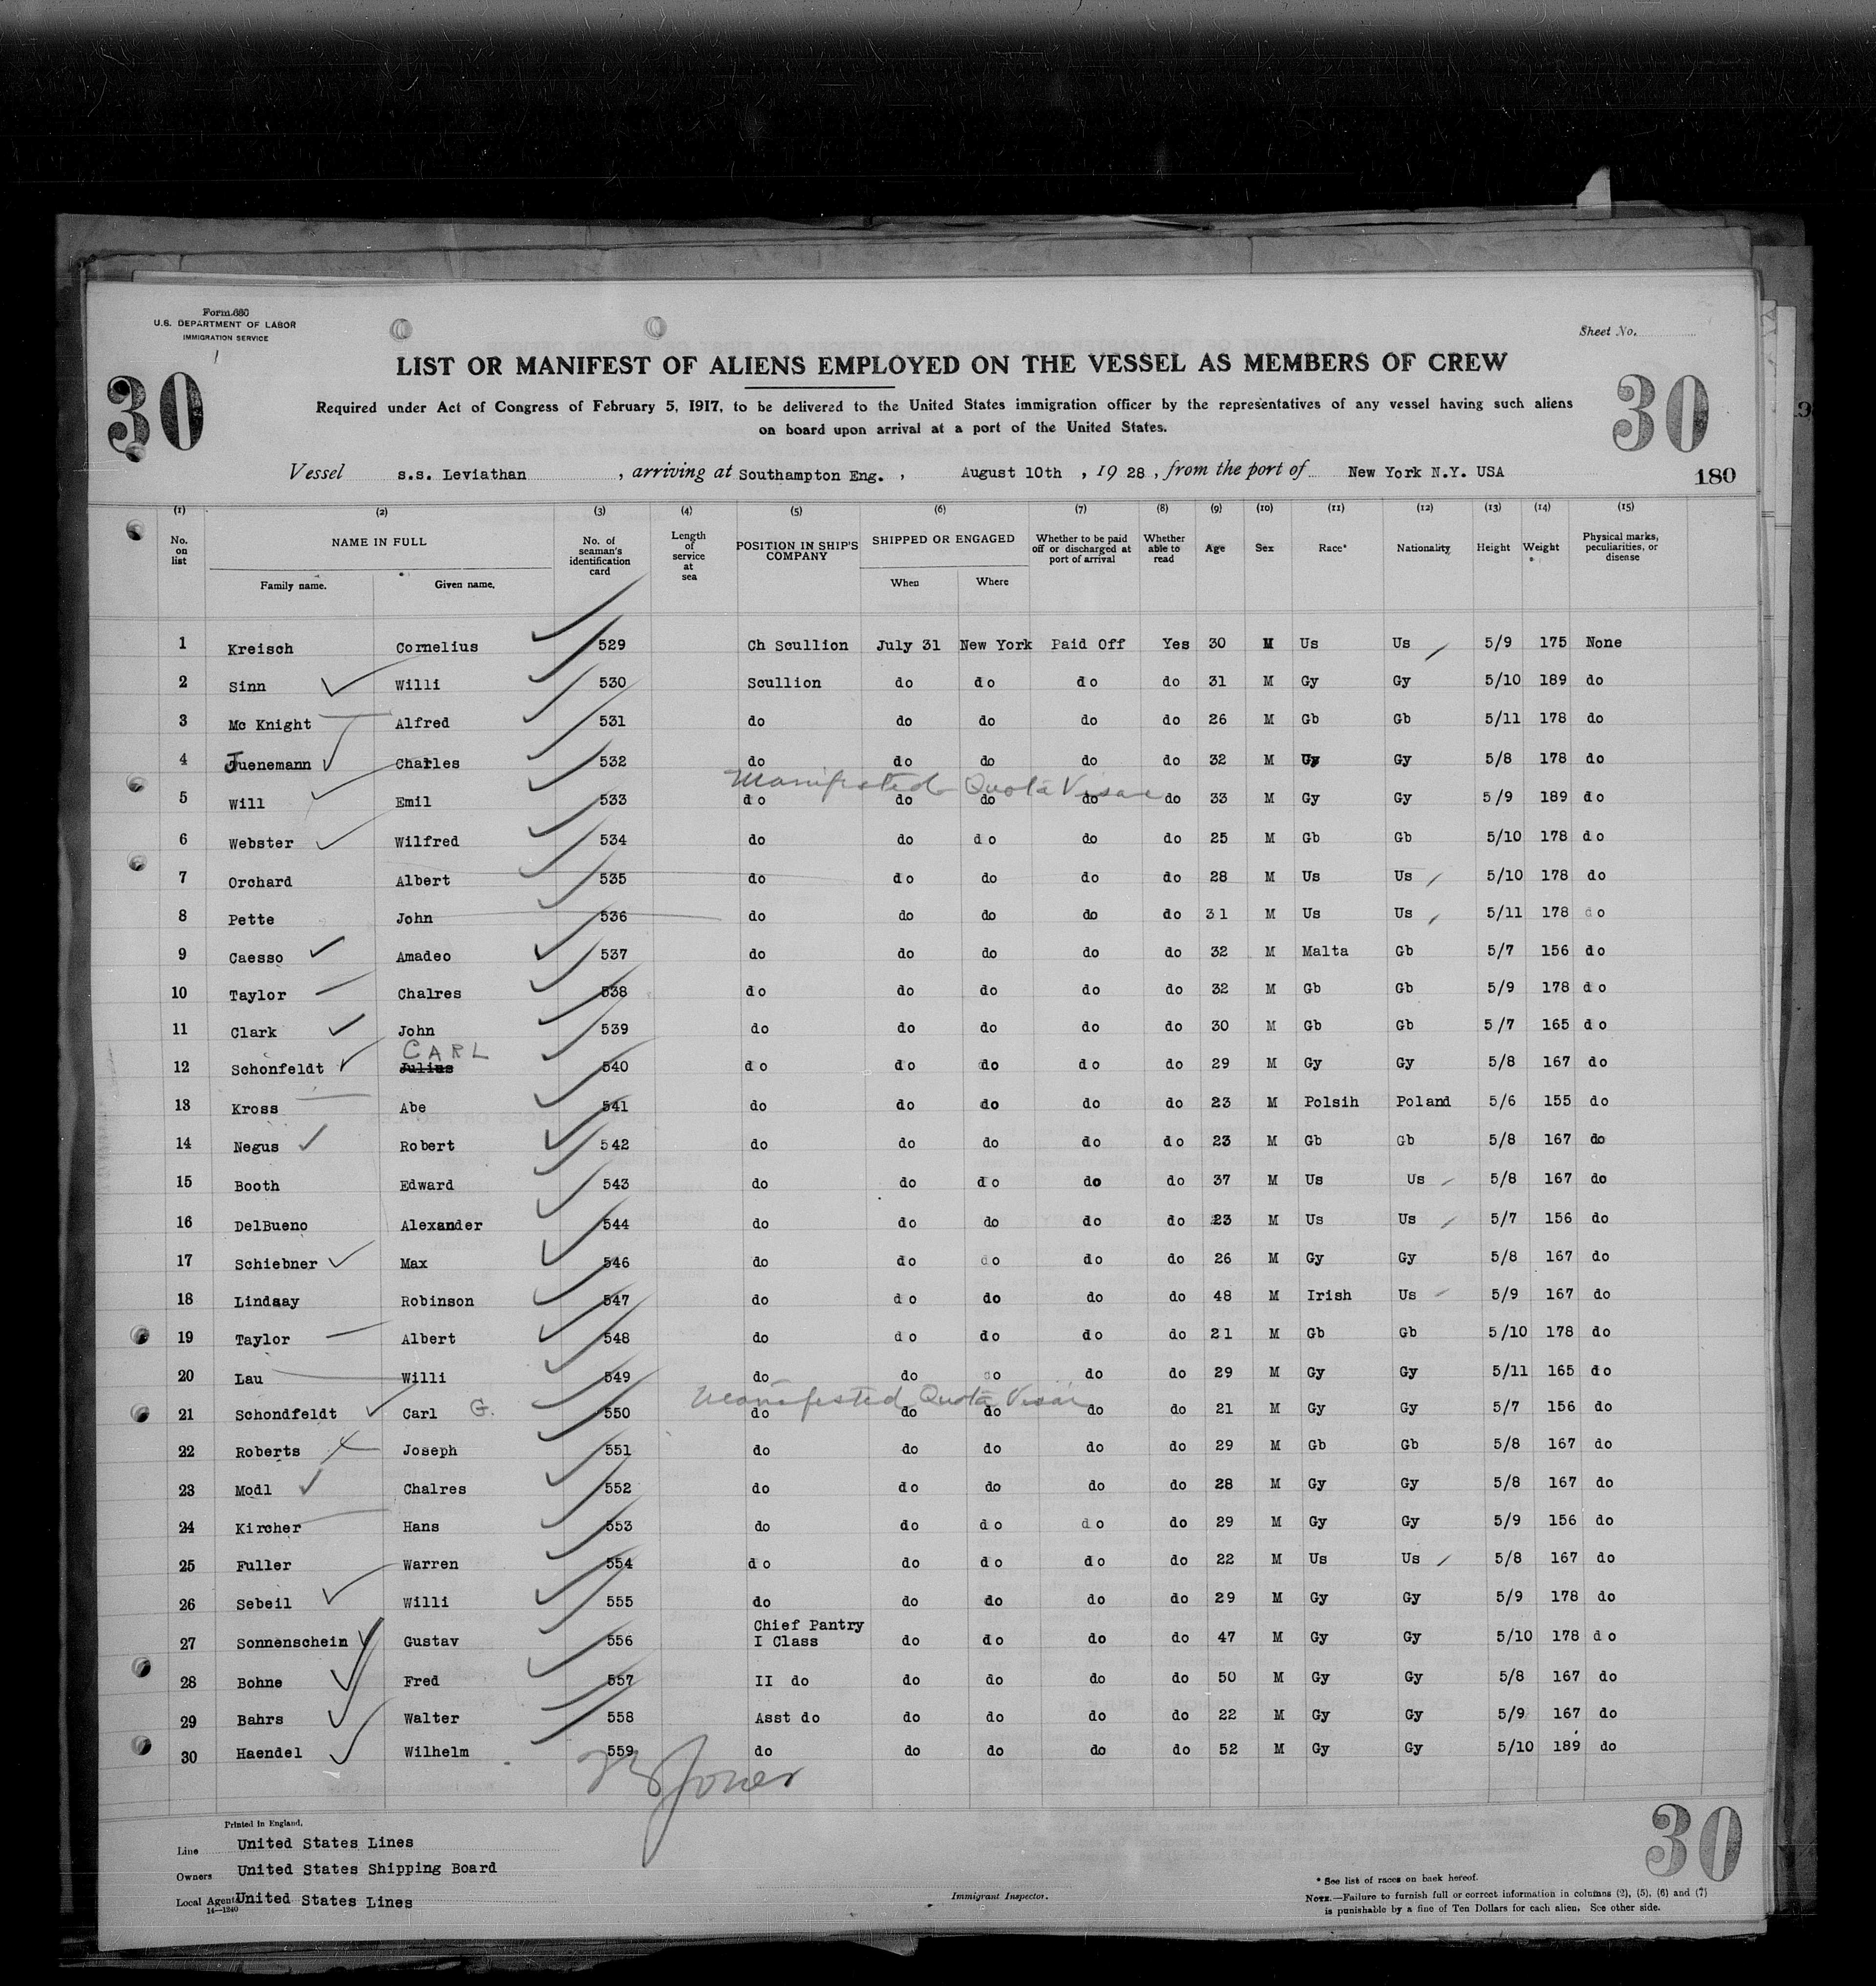 Form 680
U.S. DEPARTMENT OF LABOR
IMMIGRATION SERVICE
Sheet No.
30
30
LIST OR MANIFEST OF ALIENS EMPLOYED ON THE VESSEL AS MEMBERS OF CREW
Required under Act of Congress of February 5, 1917, to be delivered to the United States immigration officer by the representatives of any vessel having such aliens
on board upon arrival at a port of the United States.
Vessel s.s. Leviathan, arriving at Southampton Eng., August 10th, 1928, from the port of New York N.Y. USA
180
(1) (2) (3) (4) (5) (6) (7) (8) (9) (10) (11) (12) (13) (14) (15)
No. on list NAME IN FULL No. of seaman's identification card Length of service at sea POSITION IN SHIP'S COMPANY SHIPPED OR ENGAGED Whether to be paid off or discharged at port of arrival Whether able to read Age Sex Race* Nationality Height Weight Physical marks, peculiarities, or disease
Family name. Given name. When Where
1 Kreisch Cornelius 529 Ch Scullion July 31 New York Paid Off Yes 30 M Us Us 5/9 175 None
2 Sinn Willi 530 Scullion do do do do 31 M Gy Gy 5/10 189 do
3 Mc Knight Alfred 531 do do do do do 26 M Gb Gb 5/11 178 do
4 Juenemann Charles 532 do do do do do 32 M Gy Gy 5/8 178 do
Manifested Quota Visa
5 Will Emil 533 do do do do do 33 M Gy Gy 5/9 189 do
6 Webster Wilfred 534 do do do do do 25 M Gb Gb 5/10 178 do
7 Orchard Albert 535 do do do do do 28 M Us Us 5/10 178 do
8 Pette John 536 do do do do do 31 M Us Us 5/11 178 do
9 Caesso Amadeo 537 do do do do do 32 M Malta Gb 5/7 156 do
10 Taylor Chalres 538 do do do do do 32 M Gb Gb 5/9 178 do
11 Clark John 539 do do do do do 30 M Gb Gb 5/7 165 do
CARL
12 Schonfeldt Julius 540 do do do do do 29 M Gy Gy 5/8 167 do
13 Kross Abe 541 do do do do do 23 M Polsih Poland 5/6 155 do
14 Negus Robert 542 do do do do do 23 M Gb Gb 5/8 167 do
15 Booth Edward 543 do do do do do 37 M Us Us 5/8 167 do
16 DelBueno Alexander 544 do do do do do 23 M Us Us 5/7 156 do
17 Schiebner Max 546 do do do do do 26 M Gy Gy 5/8 167 do
18 Lindsay Robinson 547 do do do do do 48 M Irish Us 5/9 167 do
19 Taylor Albert 548 do do do do do 21 M Gb Gb 5/10 178 do
20 Lau Willi 549 do do do do do 29 M Gy Gy 5/11 165 do
Manifested Quota Visa
21 Schondfeldt Carl G. 550 do do do do do 21 M Gy Gy 5/7 156 do
22 Roberts Joseph 551 do do do do do 29 M Gb Gb 5/8 167 do
23 Modl Chalres 552 do do do do do 28 M Gy Gy 5/8 167 do
24 Kircher Hans 553 do do do do do 29 M Gy Gy 5/9 156 do
25 Fuller Warren 554 do do do do do 22 M Us Us 5/8 167 do
26 Sebeil Willi 555 do do do do do 29 M Gy Gy 5/9 178 do
Chief Pantry
27 Sonnenschein Gustav 556 I Class do do do do 47 M Gy Gy 5/10 178 do
28 Bohne Fred 557 II do do do do do 50 M Gy Gy 5/8 167 do
29 Bahrs Walter 558 Asst do do do do do 22 M Gy Gy 5/9 167 do
30 Haendel Wilhelm 559 do do do do do 52 M Gy Gy 5/10 189 do
Jones
Printed in England.
Line United States Lines
Owners United States Shipping Board
Local Agents United States Lines
14—1240
Immigrant Inspector.
30
* See list of races on back hereof.
NOTE.—Failure to furnish full or correct information in columns (2), (5), (6) and (7)
is punishable by a fine of Ten Dollars for each alien. See other side.